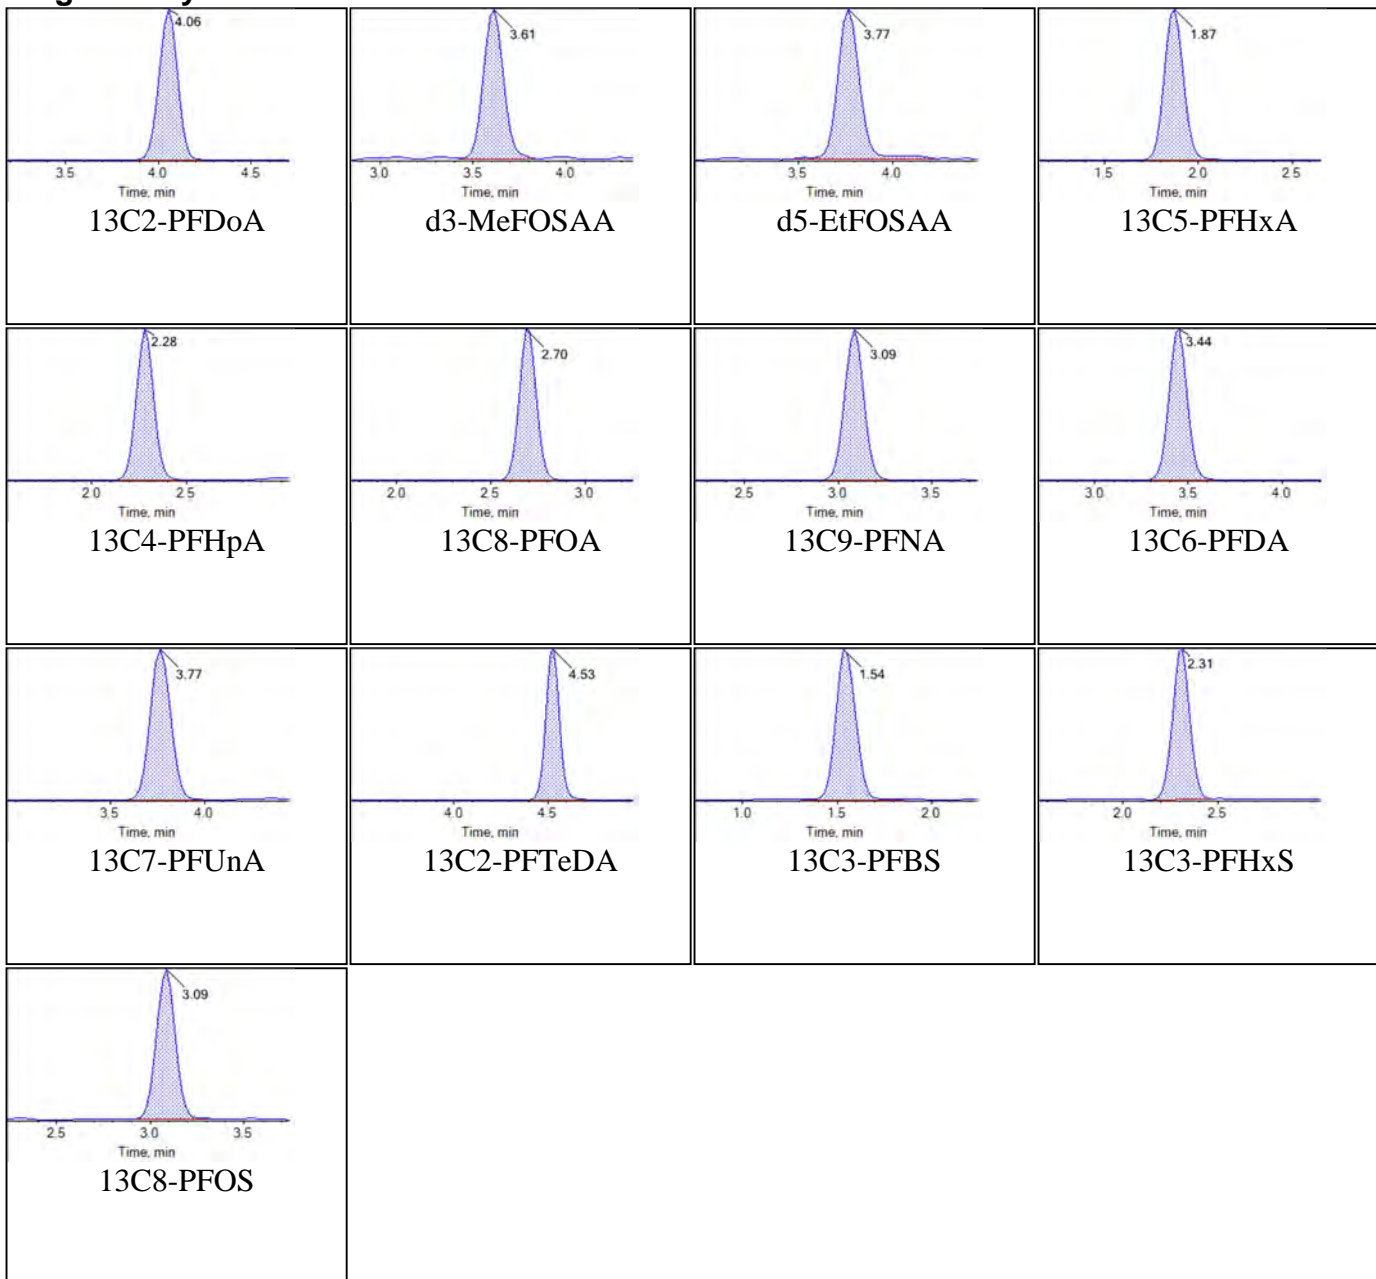 4.06
3.5 4.0 4.5
Time, min
13C2-PFDoA
3.61
3.0 3.5 4.0
Time, min
d3-MeFOSAA
3.77
3.5 4.0
Time, min
d5-EtFOSAA
1.87
1.5 2.0 2.5
Time, min
13C5-PFHxA
2.28
2.0 2.5
Time, min
13C4-PFHpA
2.70
2.0 2.5 3.0
Time, min
13C8-PFOA
3.09
2.5 3.0 3.5
Time, min
13C9-PFNA
3.44
3.0 3.5 4.0
Time, min
13C6-PFDA
3.77
3.5 4.0
Time, min
13C7-PFUnA
4.53
4.0 4.5
Time, min
13C2-PFTeDA
1.54
1.0 1.5 2.0
Time, min
13C3-PFBS
2.31
2.0 2.5
Time, min
13C3-PFHxS
3.09
2.5 3.0 3.5
Time, min
13C8-PFOS